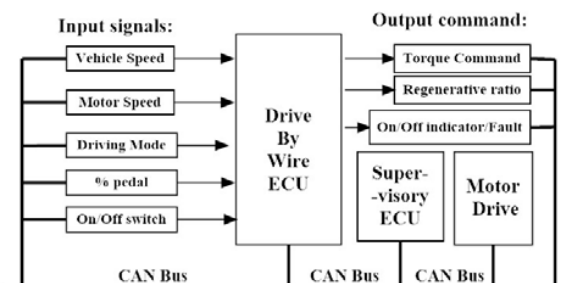 Input signals:
Output command:
Vehicle Speed
Motor Speed
Driving Mode
% pedal
On/Off switch
Drive
By
Wire
ECU
Torque Command
Regenerative ratio
On/Off indicator/Fault
Super-
-visory
ECU
Motor
Drive
CAN Bus
CAN Bus
CAN Bus